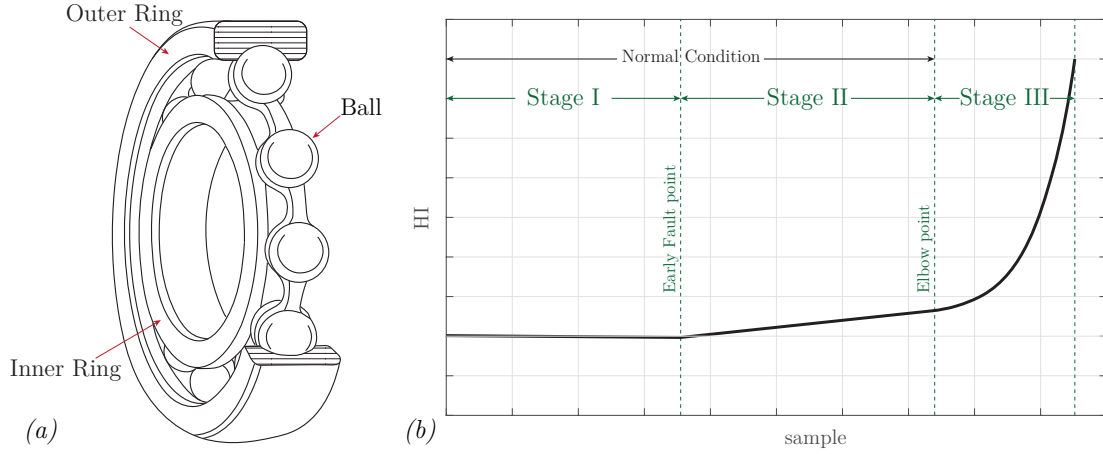 Outer Ring
Ball
Inner Ring
(a)
Normal Condition
Stage I
Stage II
Stage III
Early Fault point
Elbow point
HI
sample
(b)